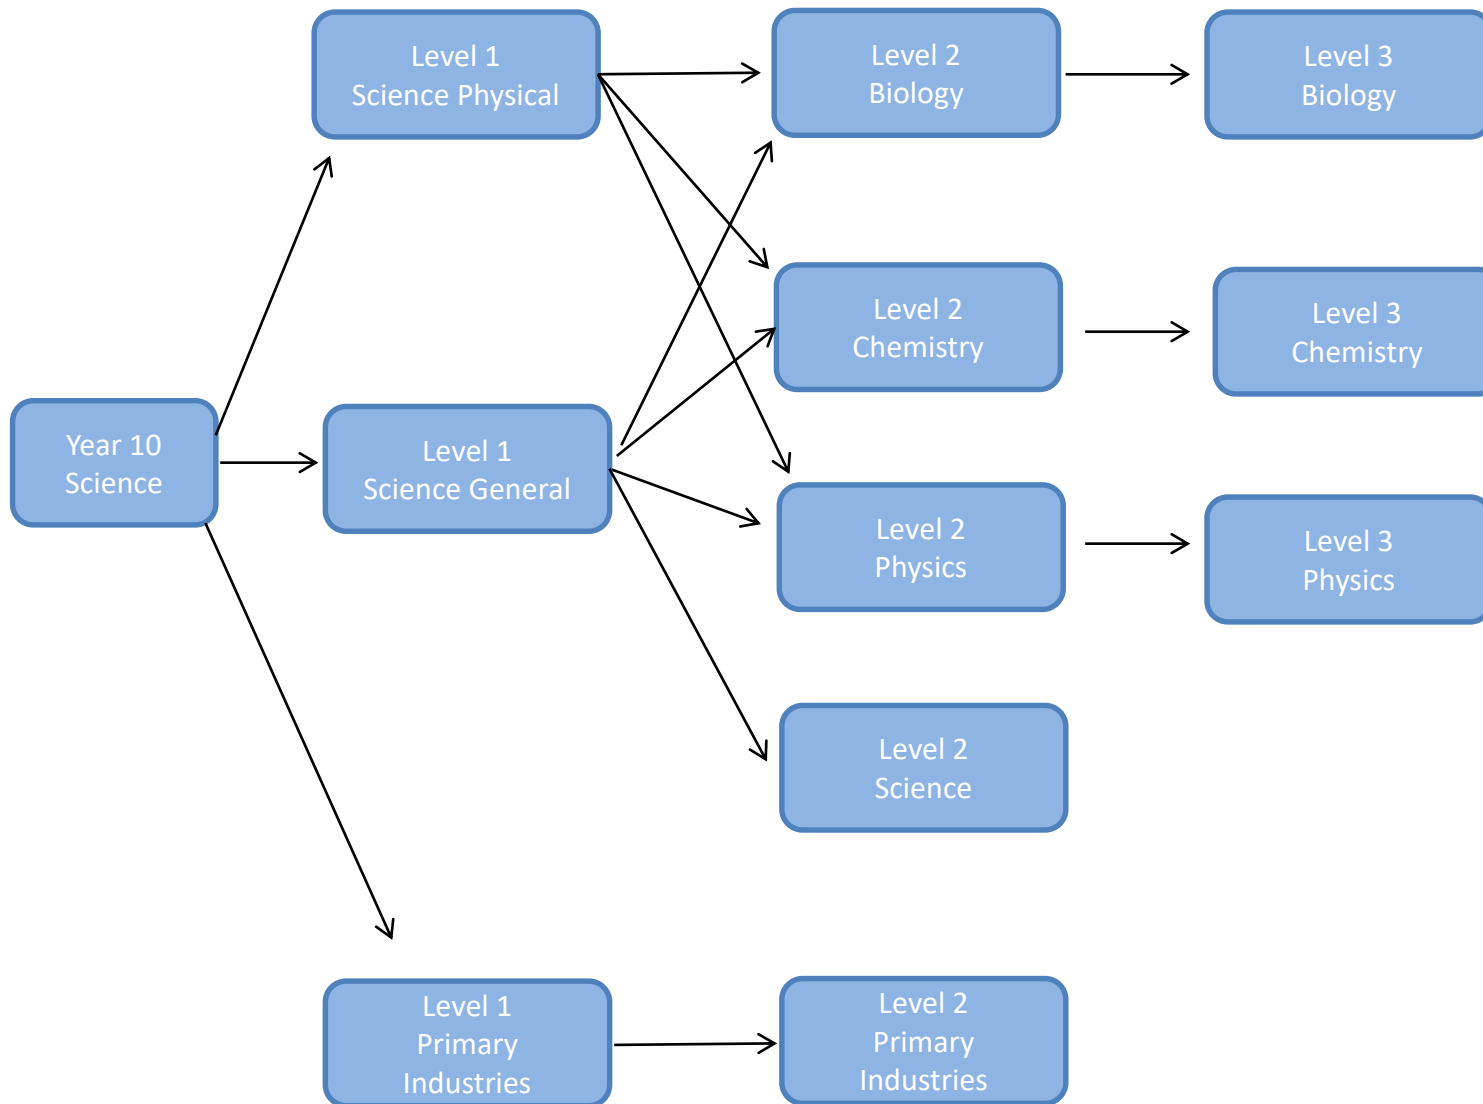 Level 1
Science Physical
Level 2
Biology
Level 3
Biology
Level 2
Chemistry
Level 3
Chemistry
Year 10
Science
Level 1
Science General
Level 2
Physics
Level 3
Physics
Level 2
Science
Level 1
Primary
Industries
Level 2
Primary
Industries